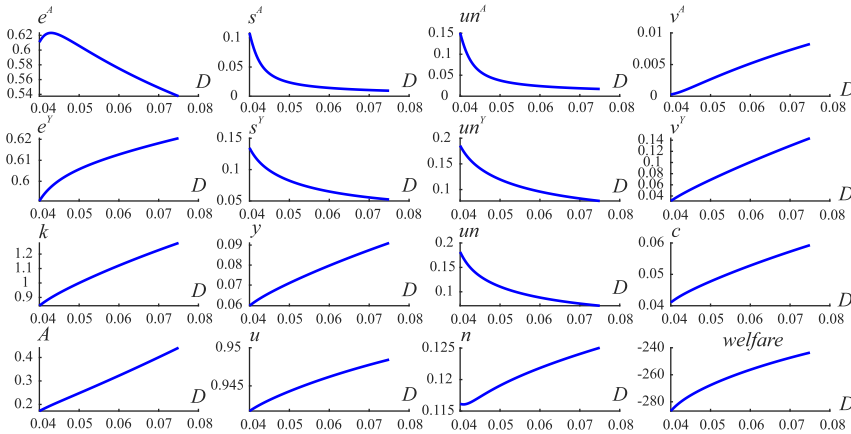 e^A s^A un^A v^A
0.62 0.1 0.15 0.01
0.6 0.1
0.58 0.05 0.005
0.56 0.05
0.54 D 0 D 0 D 0 D
0.04 0.05 0.06 0.07 0.08 0.04 0.05 0.06 0.07 0.08 0.04 0.05 0.06 0.07 0.08 0.04 0.05 0.06 0.07 0.08
e^Y s^Y un^Y v^Y
0.62 0.15 0.2 0.14
0.12
0.1 0.15 0.1
0.08
0.6 0.1 0.06
D 0.05 D D 0.04 D
0.04 0.05 0.06 0.07 0.08 0.04 0.05 0.06 0.07 0.08 0.04 0.05 0.06 0.07 0.08 0.04 0.05 0.06 0.07 0.08
k y un c
1.2 0.09 0.2 0.06
1.1 0.08 0.15
1 0.07 0.1 0.05
0.9 D 0.06 D D 0.04 D
0.04 0.05 0.06 0.07 0.08 0.04 0.05 0.06 0.07 0.08 0.04 0.05 0.06 0.07 0.08 0.04 0.05 0.06 0.07 0.08
A u n welfare
0.4 0.95 0.125 -240
0.3 0.945 0.12 -260
0.2 D D 0.115 D -280 D
0.04 0.05 0.06 0.07 0.08 0.04 0.05 0.06 0.07 0.08 0.04 0.05 0.06 0.07 0.08 0.04 0.05 0.06 0.07 0.08